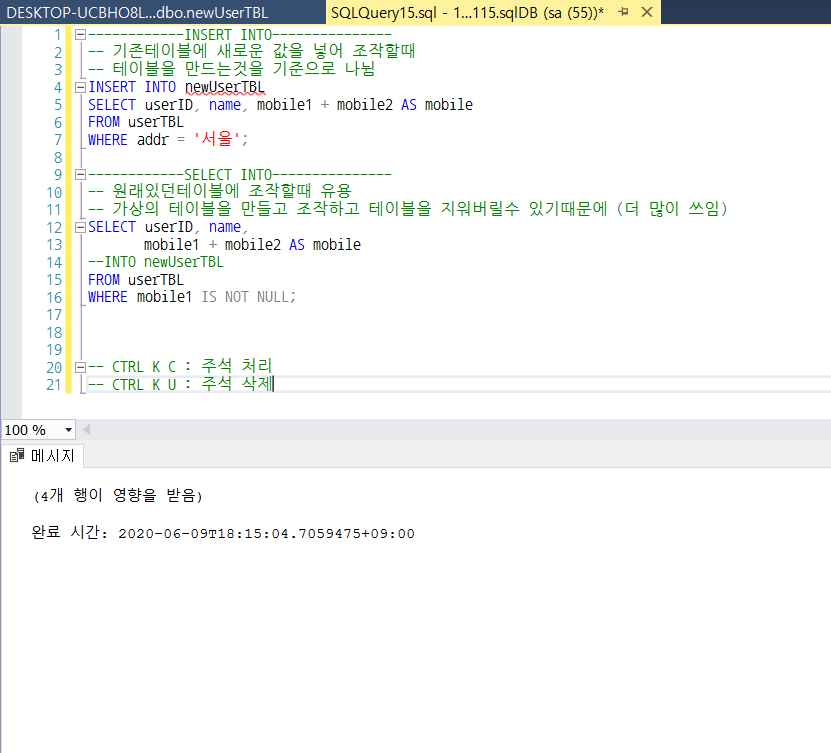 DESKTOP-UCBHO8L...dbo.newUserTBL
SQLQuery15.sql - 1...115.sqlDB (sa (55))*
1 ------------INSERT INTO---------------
2 -- 기존테이블에 새로운 값을 넣어 조작할때
3 -- 테이블을 만드는것을 기준으로 나뉨
4 INSERT INTO newUserTBL
5 SELECT userID, name, mobile1 + mobile2 AS mobile
6 FROM userTBL
7 WHERE addr = '서울';
8
9 ------------SELECT INTO---------------
10 -- 원래있던테이블에 조작할때 유용
11 -- 가상의 테이블을 만들고 조작하고 테이블을 지워버릴수 있기때문에 (더 많이 쓰임)
12 SELECT userID, name,
13 mobile1 + mobile2 AS mobile
14 --INTO newUserTBL
15 FROM userTBL
16 WHERE mobile1 IS NOT NULL;
17
18
19
20 -- CTRL K C : 주석 처리
21 -- CTRL K U : 주석 삭제
100 %
메시지
(4개 행이 영향을 받음)
완료 시간: 2020-06-09T18:15:04.7059475+09:00